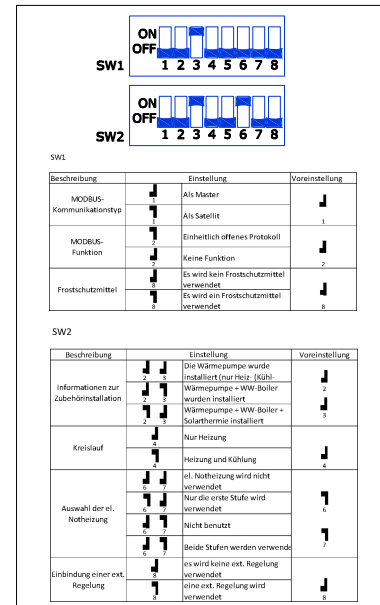 ON
OFF
SW1 1 2 3 4 5 6 7 8
ON
OFF
SW2 1 2 3 4 5 6 7 8
SW1
Beschreibung Einstellung Voreinstellung
MODBUS-
Kommunikationstyp
1 Als Master
1 Als Satellit
1
MODBUS-
Funktion
2 Einheitlich offenes Protokoll
2 Keine Funktion
2
Frostschutzmittel
8 Es wird kein Frostschutzmittel
verwendet
8 Es wird ein Frostschutzmittel
verwendet
8
SW2
Beschreibung Einstellung Voreinstellung
Informationen zur
Zubehörinstallation
2 3 Die Wärmepumpe wurde
installiert (nur Heiz- (Kühl-
2 3 Wärmepumpe + WW-Boiler
wurden installiert
2 3 Wärmepumpe + WW-Boiler +
Solarthermie installiert
2
3
Kreislauf
4 Nur Heizung
4 Heizung und Kühlung
4
Auswahl der el.
Notheizung
6 7 el. Notheizung wird nicht
verwendet
6 7 Nur die erste Stufe wird
verwendet
6 7 Nicht benutzt
6 7 Beide Stufen werden verwende
6
7
Einbindung einer ext.
Regelung
8 es wird keine ext. Regelung
verwendet
8 eine ext. Regelung wird
verwendet
8